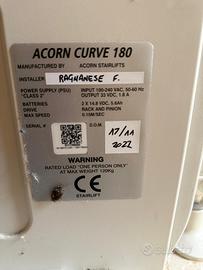 ACORN CURVE 180
MANUFACTURED BY ACORN STAIRLIFTS
INSTALLER RAGNANESE F.
POWER SUPPLY (PSU) INPUT 100-240 VAC, 50-60 Hz
"CLASS 2" OUTPUT 33 VDC, 1.8 A
BATTERIES 2 X 14.8 VDC, 5.6Ah
DRIVE RACK AND PINION
MAX SPEED 0.15M/SEC
SERIAL # D.O.M.
17/11
2022
WARNING
RATED LOAD "ONE PERSON ONLY"
AT MAX WEIGHT 120KG
CE
STAIRLIFT